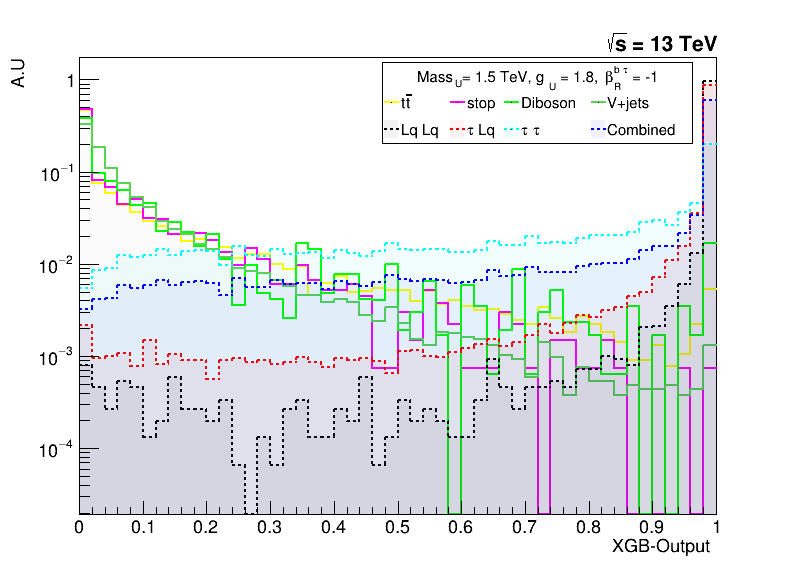 √s = 13 TeV
A.U
Mass_U = 1.5 TeV, g_U = 1.8, β_R^{b τ} = -1
tt̅ stop Diboson V+jets
Lq Lq τ Lq τ τ Combined
1
10⁻¹
10⁻²
10⁻³
10⁻⁴
0 0.1 0.2 0.3 0.4 0.5 0.6 0.7 0.8 0.9 1
XGB-Output